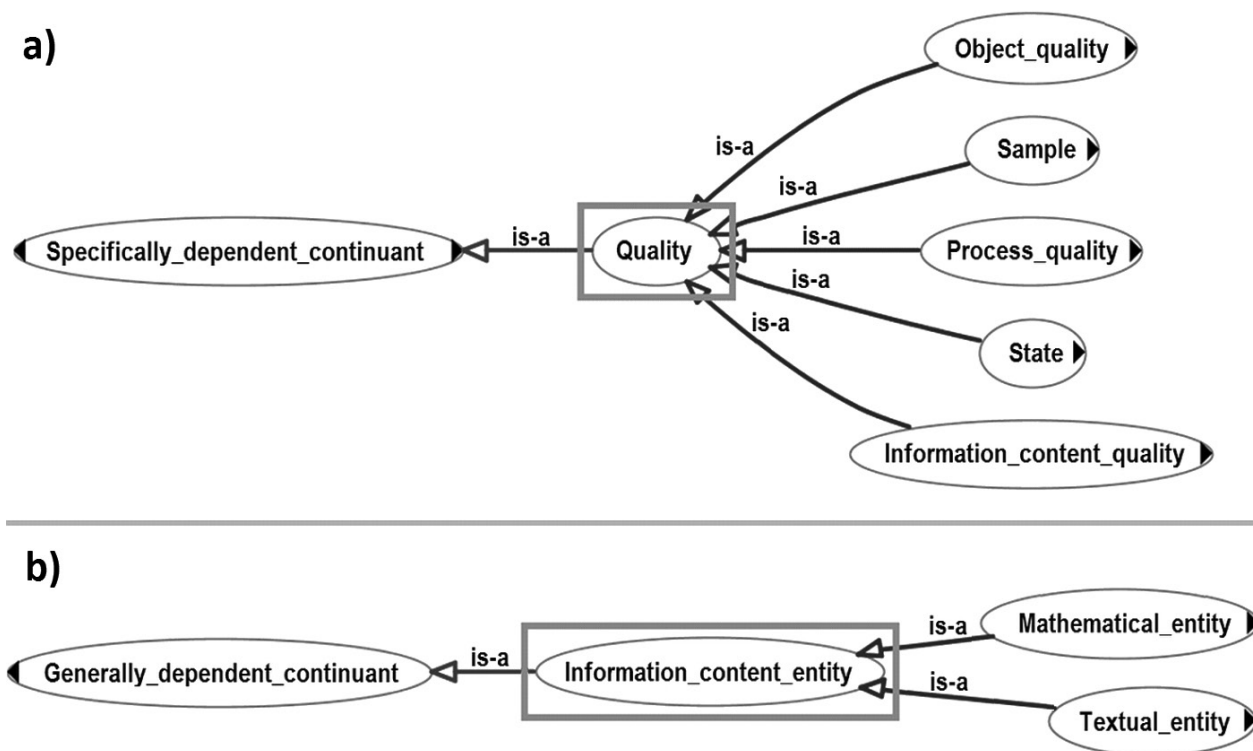 a)
Object_quality
is-a
Sample
is-a
Specifically_dependent_continuant
is-a
Quality
is-a
Process_quality
is-a
State
is-a
Information_content_quality
b)
Generally_dependent_continuant
is-a
Information_content_entity
is-a
Mathematical_entity
is-a
Textual_entity